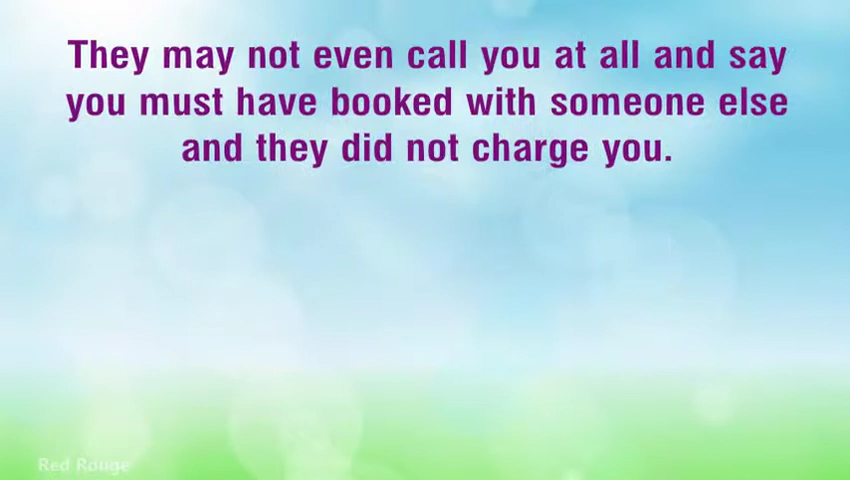 They may not even call you at all and say
you must have booked with someone else
and they did not charge you.
Red Rouge